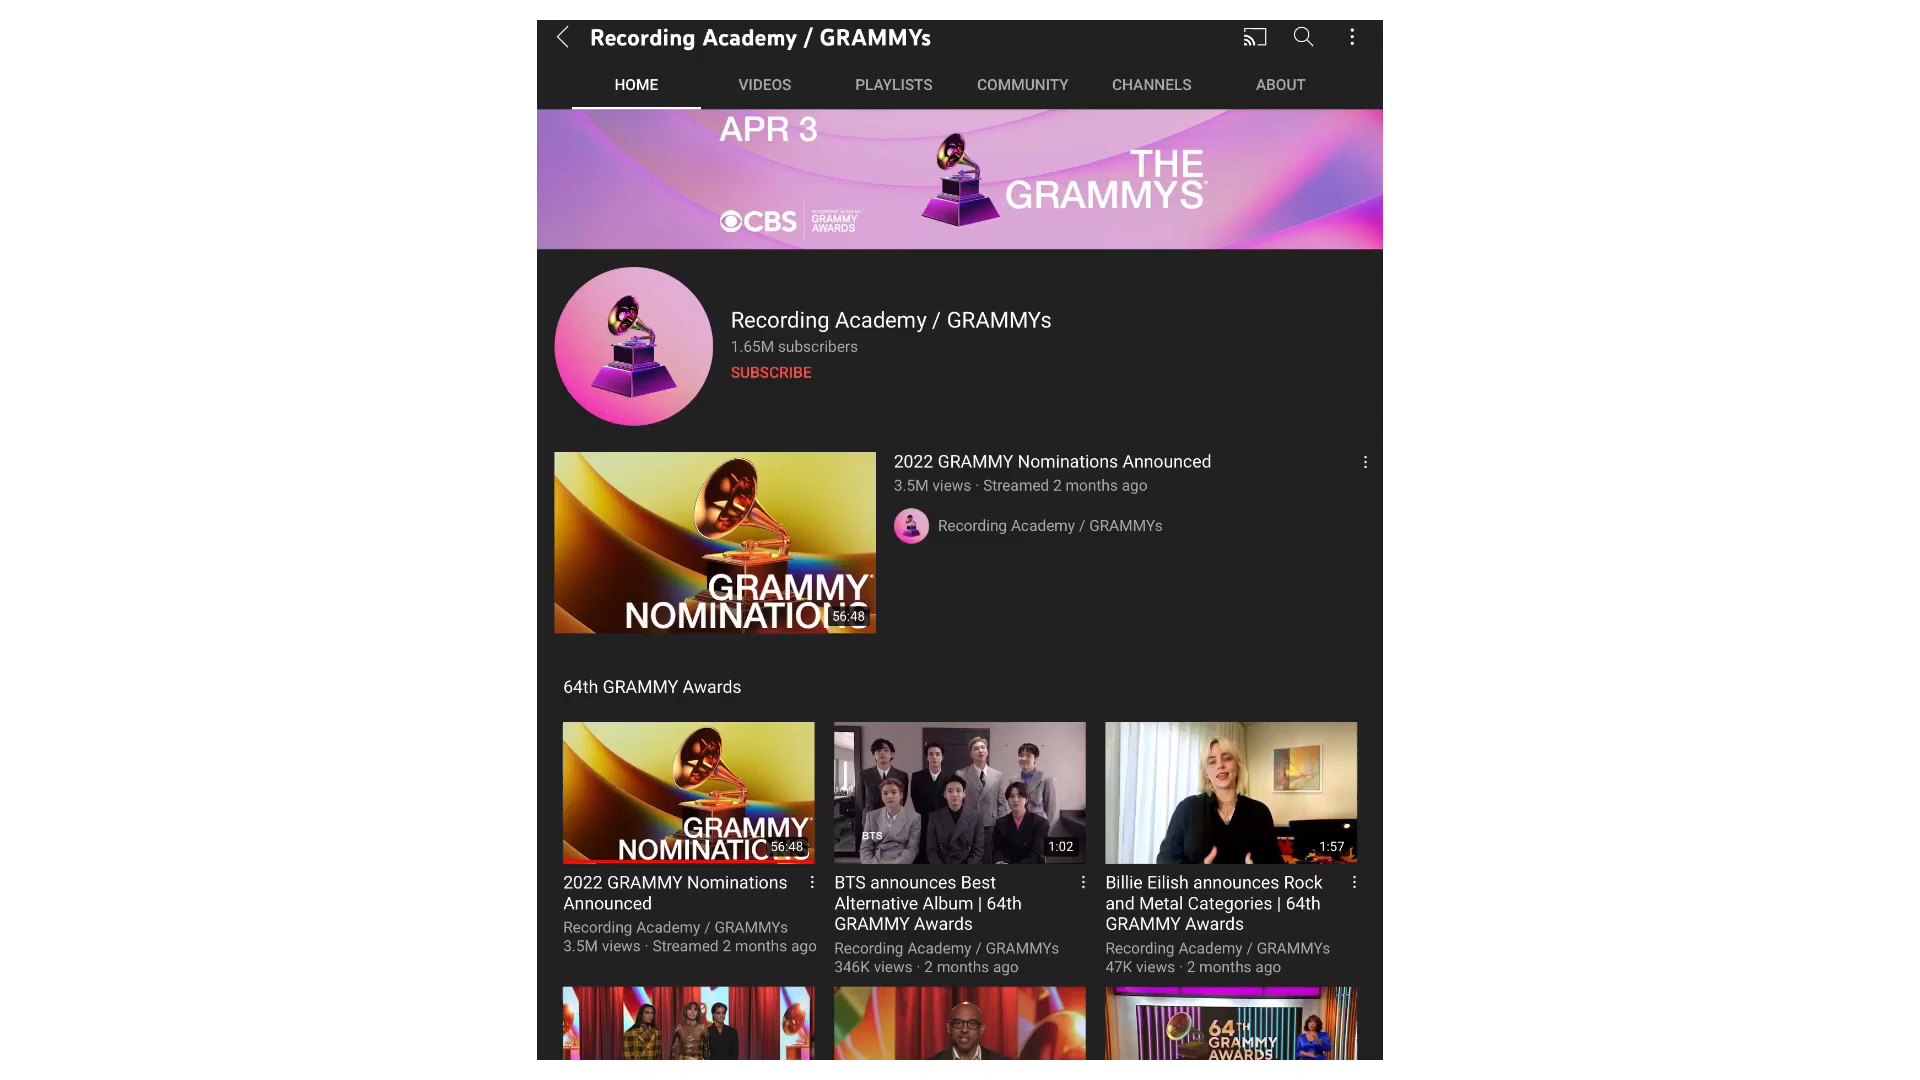 Recording Academy / GRAMMYs
HOME
VIDEOS
PLAYLISTS
COMMUNITY
CHANNELS
ABOUT
APR 3
THE
GRAMMYS
CBS
RECORDING ACADEMY
GRAMMY
AWARDS
Recording Academy / GRAMMYs
1.65M subscribers
SUBSCRIBE
GRAMMY
NOMINATIONS
56:48
2022 GRAMMY Nominations Announced
3.5M views · Streamed 2 months ago
Recording Academy / GRAMMYs
64th GRAMMY Awards
GRAMMY
NOMINATIONS
56:48
2022 GRAMMY Nominations
Announced
Recording Academy / GRAMMYs
3.5M views · Streamed 2 months ago
BTS
1:02
BTS announces Best
Alternative Album | 64th
GRAMMY Awards
Recording Academy / GRAMMYs
346K views · 2 months ago
1:57
Billie Eilish announces Rock
and Metal Categories | 64th
GRAMMY Awards
Recording Academy / GRAMMYs
47K views · 2 months ago
64TH
GRAMMY
AWARDS